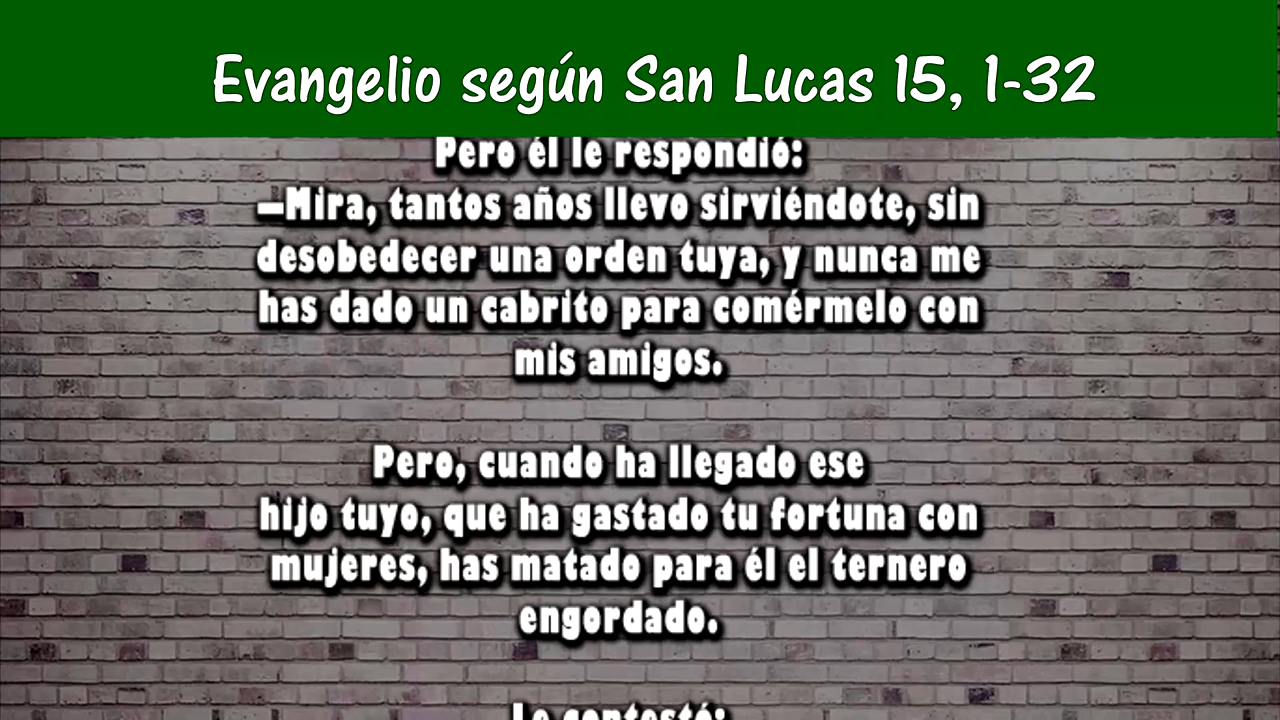 Evangelio según San Lucas 15, 1-32
Pero él le respondió:
—Mira, tantos años llevo sirviéndote, sin
desobedecer una orden tuya, y nunca me
has dado un cabrito para comérmelo con
mis amigos.
Pero, cuando ha llegado ese
hijo tuyo, que ha gastado tu fortuna con
mujeres, has matado para él el ternero
engordado.
Le contestó: